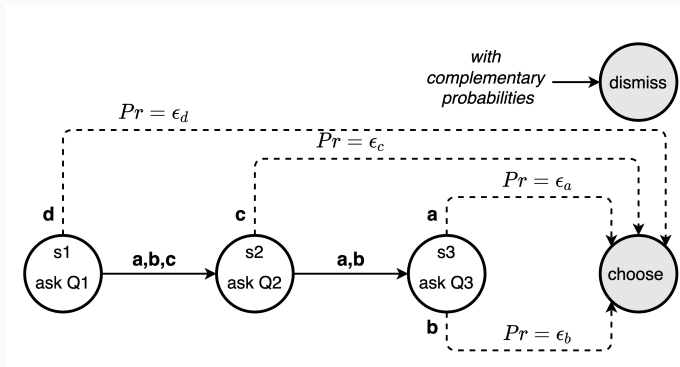 with
complementary
probabilities
dismiss
Pr = ϵ_d
Pr = ϵ_c
Pr = ϵ_a
d
c
a
s1
ask Q1
a,b,c
s2
ask Q2
a,b
s3
ask Q3
choose
b
Pr = ϵ_b